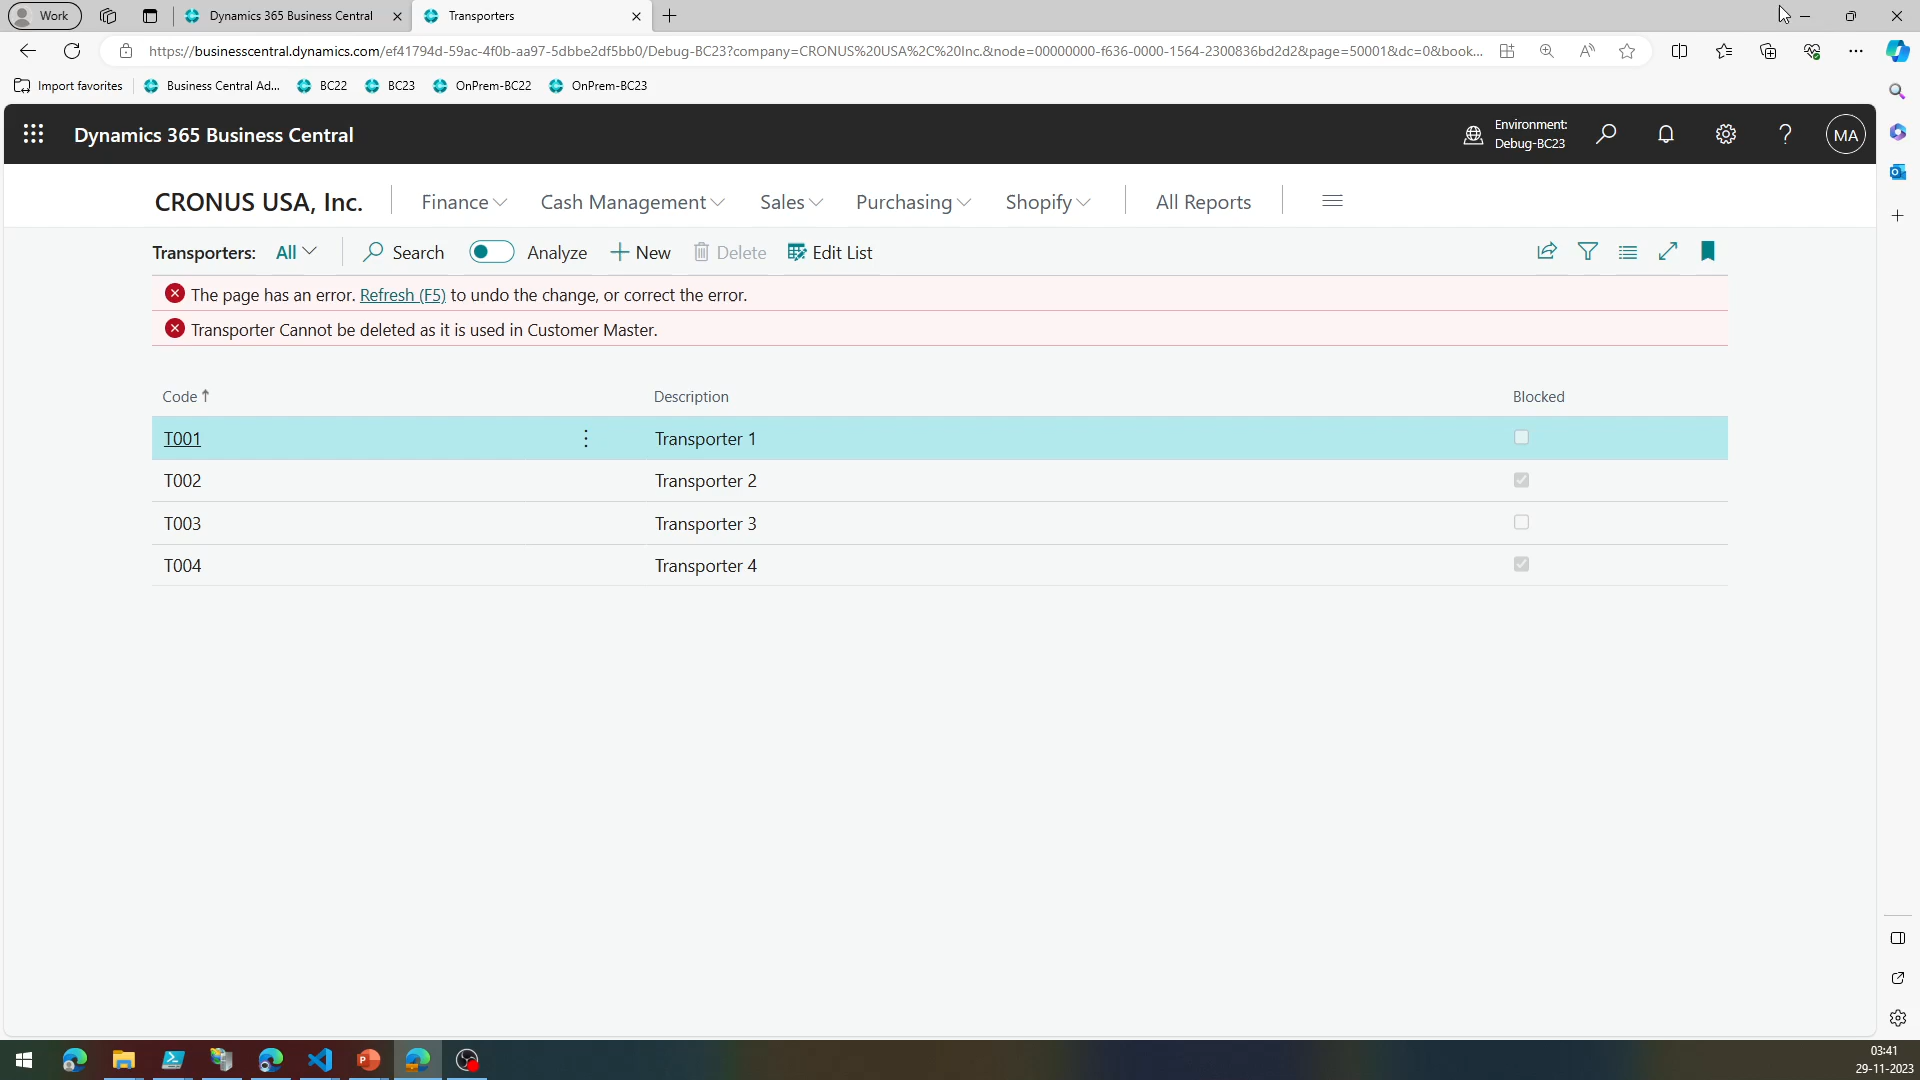 Work
Dynamics 365 Business Central
Transporters
https://businesscentral.dynamics.com/ef41794d-59ac-4f0b-aa97-5dbbe2df5bb0/Debug-BC23?company=CRONUS%20USA%2C%20Inc.&node=00000000-f636-0000-1564-2300836bd2d2&page=50001&dc=0&book...
Import favorites
Business Central Ad...
BC22
BC23
OnPrem-BC22
OnPrem-BC23
Dynamics 365 Business Central
Environment:
Debug-BC23
MA
CRONUS USA, Inc.
Finance
Cash Management
Sales
Purchasing
Shopify
All Reports
Transporters:
All
Search
Analyze
New
Delete
Edit List
The page has an error. Refresh (F5) to undo the change, or correct the error.
Transporter Cannot be deleted as it is used in Customer Master.
Code↑ Description Blocked
T001 Transporter 1
T002 Transporter 2
T003 Transporter 3
T004 Transporter 4
03:41
29-11-2023